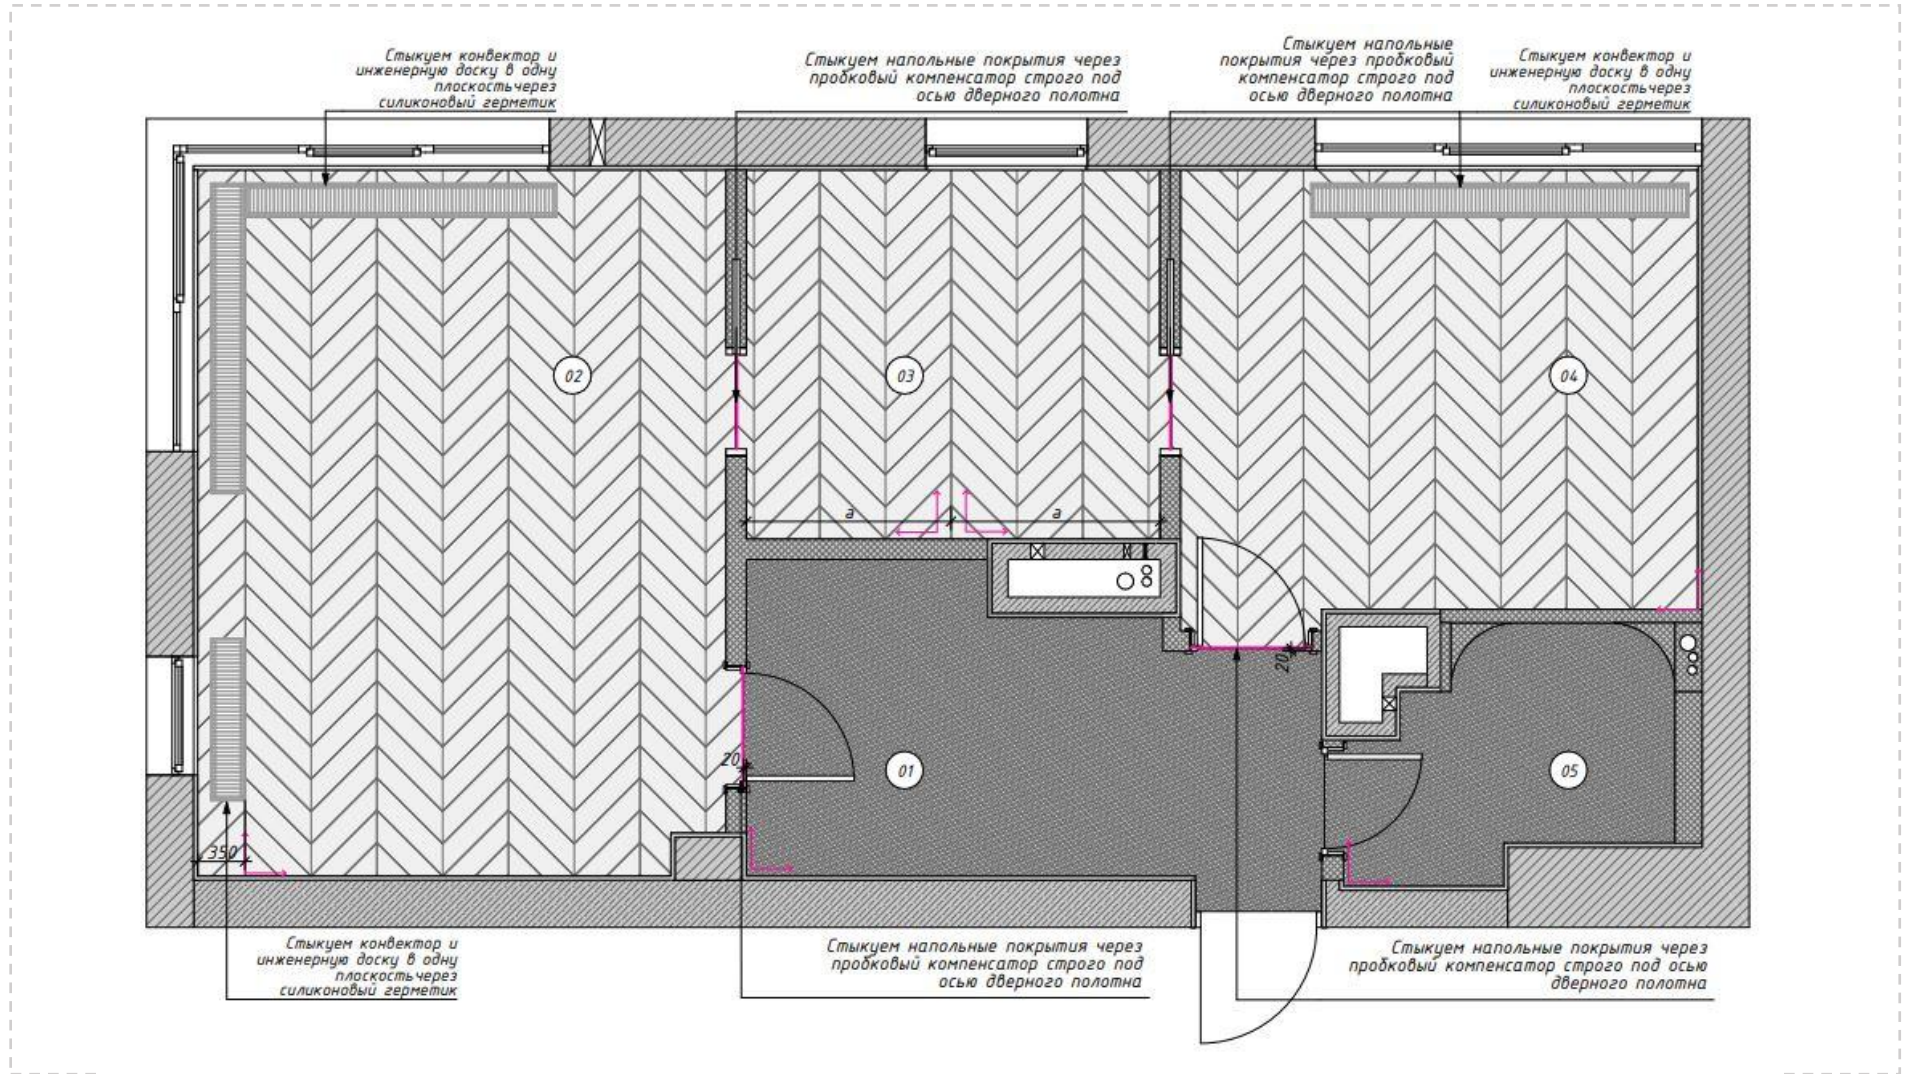 Стыкуем конвектор и
инженерную доску в одну
плоскостьчерез
силиконовый герметик
Стыкуем напольные покрытия через
пробковый компенсатор строго под
осью дверного полотна
Стыкуем напольные
покрытия через пробковый
компенсатор строго под
осью дверного полотна
Стыкуем конвектор и
инженерную доску в одну
плоскостьчерез
силиконовый герметик
02
03
04
a
a
20
20
01
05
350
Стыкуем конвектор и
инженерную доску в одну
плоскостьчерез
силиконовый герметик
Стыкуем напольные покрытия через
пробковый компенсатор строго под
осью дверного полотна
Стыкуем напольные покрытия через
пробковый компенсатор строго под осью
дверного полотна